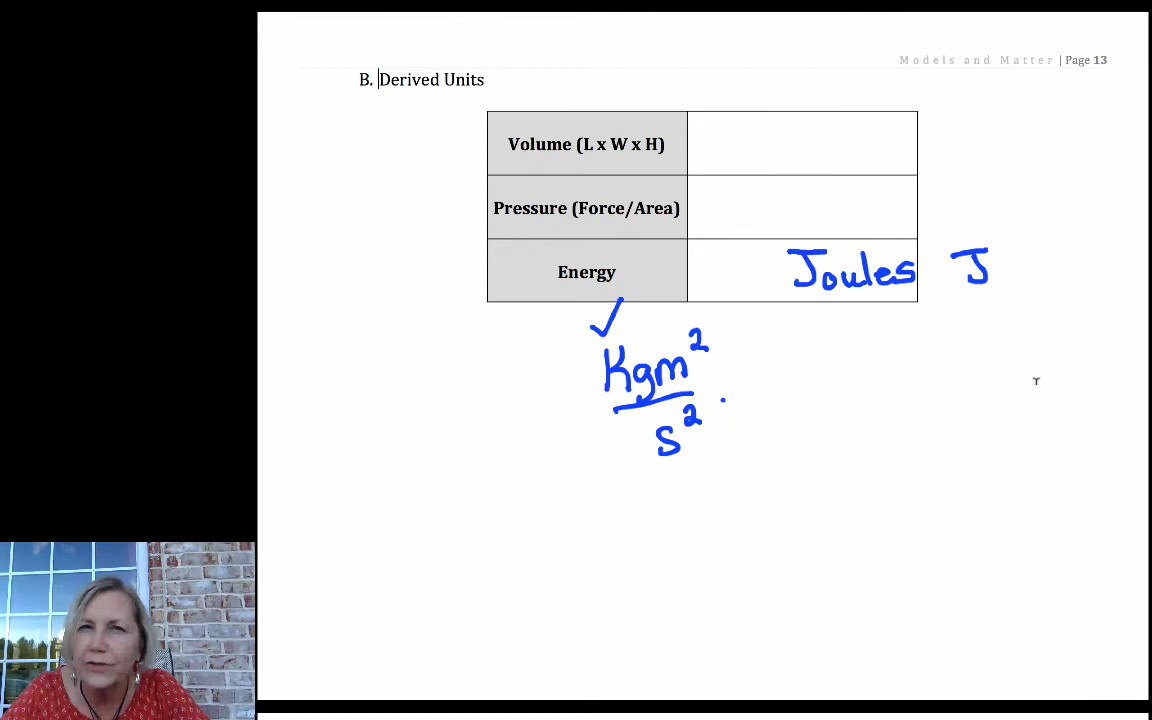 Models and Matter | Page 13
B. Derived Units
Volume (L x W x H)
Pressure (Force/Area)
Energy
Joules J
Kgm²
s²